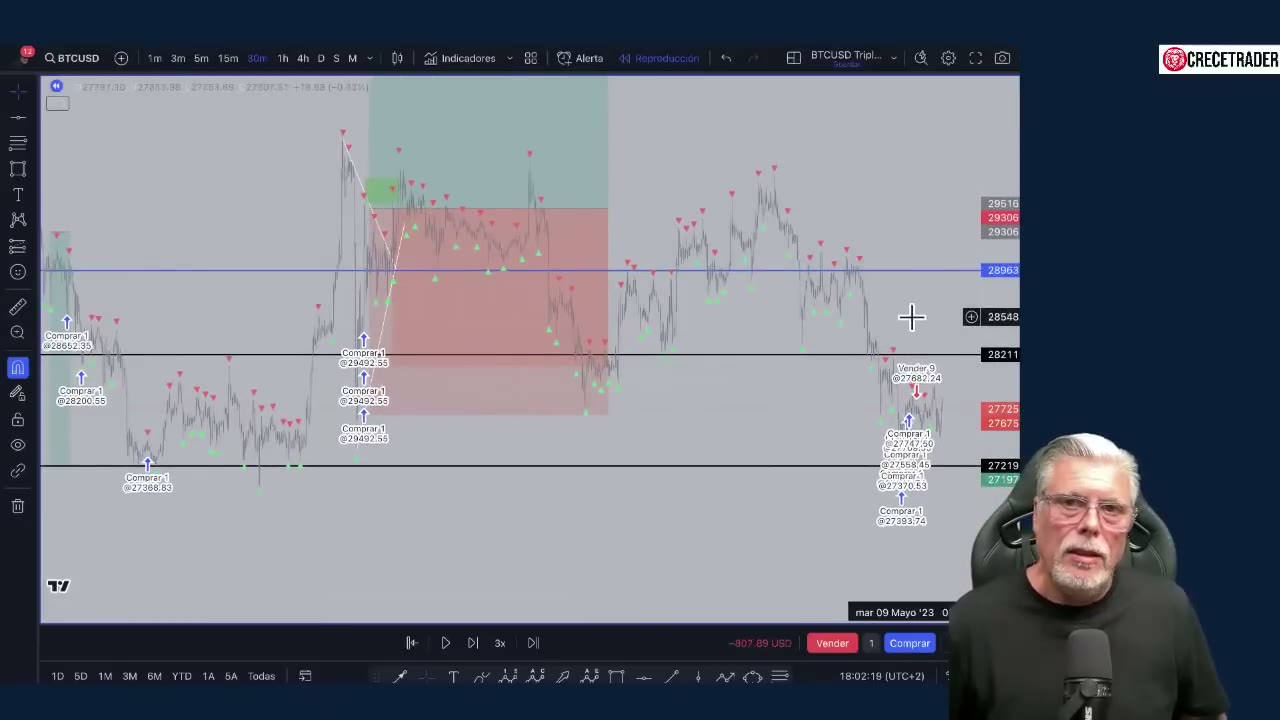 12
BTCUSD
1m 3m 5m 15m 30m 1h 4h D S M
Indicadores
Alerta
Reproducción
BTCUSD Tripl...
Guardar
CRECETRADER
29516
29306
29306
28963
28548
28211
27725
27675
27219
27197
Comprar 1
@28652.35
Comprar 1
@28200.55
Comprar 1
@27368.83
Comprar 1
@29492.55
Comprar 1
@29492.55
Comprar 1
@29492.55
Vender 9
@27682.24
Comprar 1
@27747.50
Comprar 1
@27558.45
Comprar 1
@27370.53
Comprar 1
@27393.74
mar 09 Mayo '23
3x
−807.89 USD
Vender
1
Comprar
1D 5D 1M 3M 6M YTD 1A 5A Todas
18:02:19 (UTC+2)